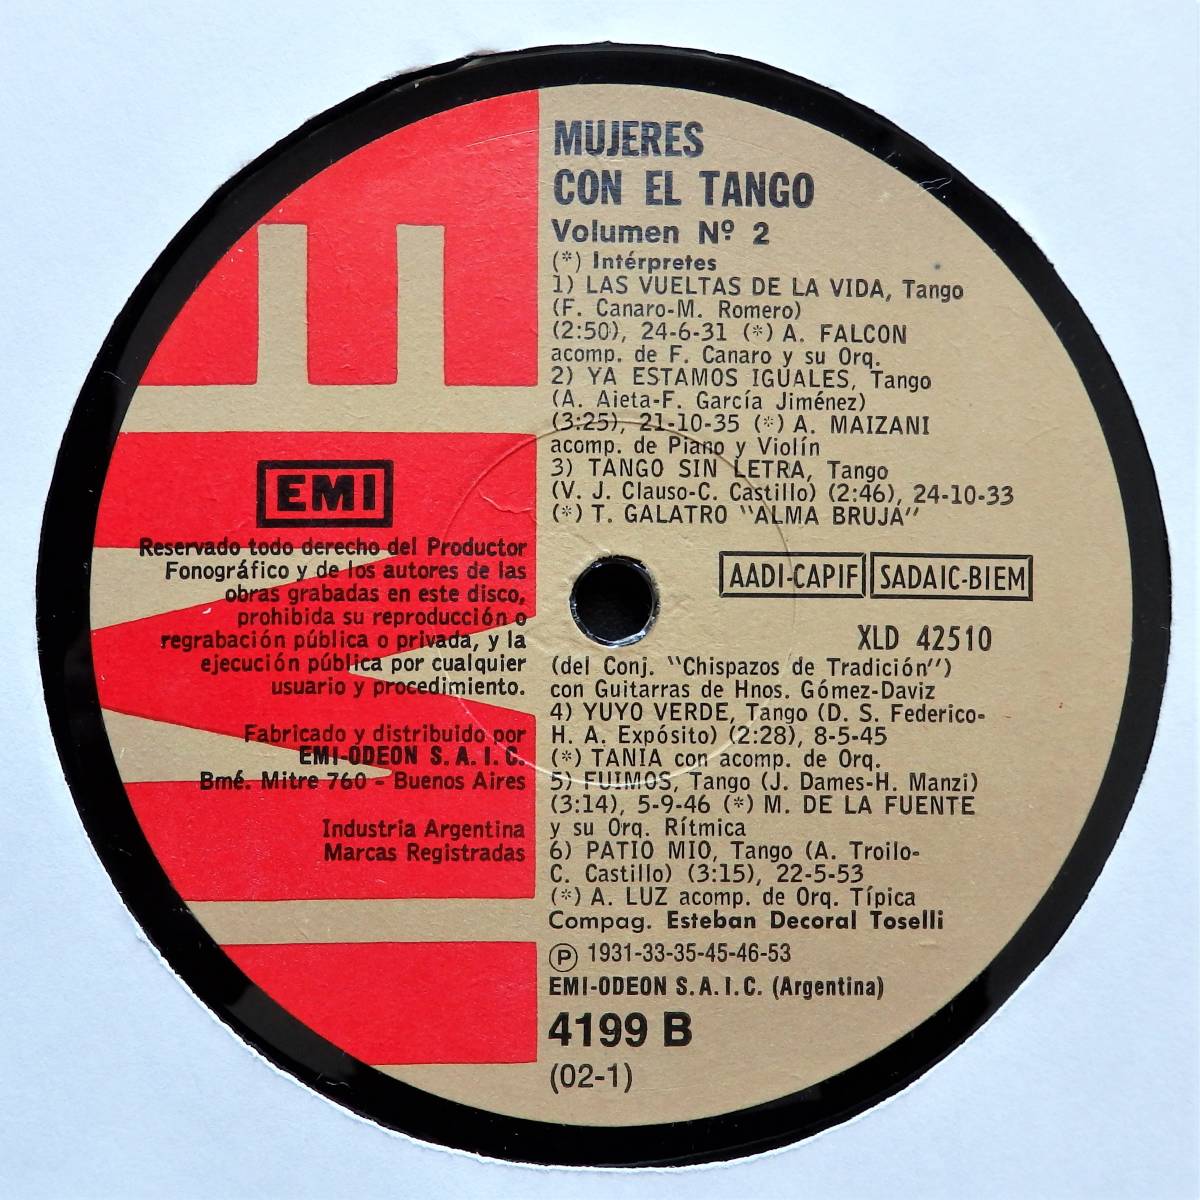 MUJERES
CON EL TANGO
Volumen Nº 2
(*) Intérpretes
1) LAS VUELTAS DE LA VIDA, Tango
(F. Canaro-M. Romero)
(2:50), 24-6-31 (*) A. FALCON
acomp. de F. Canaro y su Orq.
2) YA ESTAMOS IGUALES, Tango
(A. Aieta-F. García Jiménez)
(3:25), 21-10-35 (*) A. MAIZANI
acomp. de Piano y Violín
3) TANGO SIN LETRA, Tango
(V. J. Clauso-C. Castillo) (2:46), 24-10-33
(*) T. GALATRO "ALMA BRUJA"
AADI-CAPIF SADAIC-BIEM
XLD 42510
(del Conj. "Chispazos de Tradición")
con Guitarras de Hnos. Gómez-Daviz
4) YUYO VERDE, Tango (D. S. Federico-
H. A. Expósito) (2:28), 8-5-45
(*) TANIA con acomp. de Orq.
5) FUIMOS, Tango (J. Dames-H. Manzi)
(3:14), 5-9-46 (*) M. DE LA FUENTE
y su Orq. Rítmica
6) PATIO MIO, Tango (A. Troilo-
C. Castillo) (3:15), 22-5-53
(*) A. LUZ acomp. de Orq. Típica
Compag. Esteban Decoral Toselli
Ⓟ 1931-33-35-45-46-53
EMI-ODEON S.A.I.C. (Argentina)
4199 B
(02-1)
EMI
EMI
Reservado todo derecho del Productor
Fonográfico y de los autores de las
obras grabadas en este disco,
prohibida su reproducción o
regrabación pública o privada, y la
ejecución pública por cualquier
usuario y procedimiento.
Fabricado y distribuido por
EMI-ODEON S.A.I.C.
Bmé. Mitre 760 - Buenos Aires
Industria Argentina
Marcas Registradas